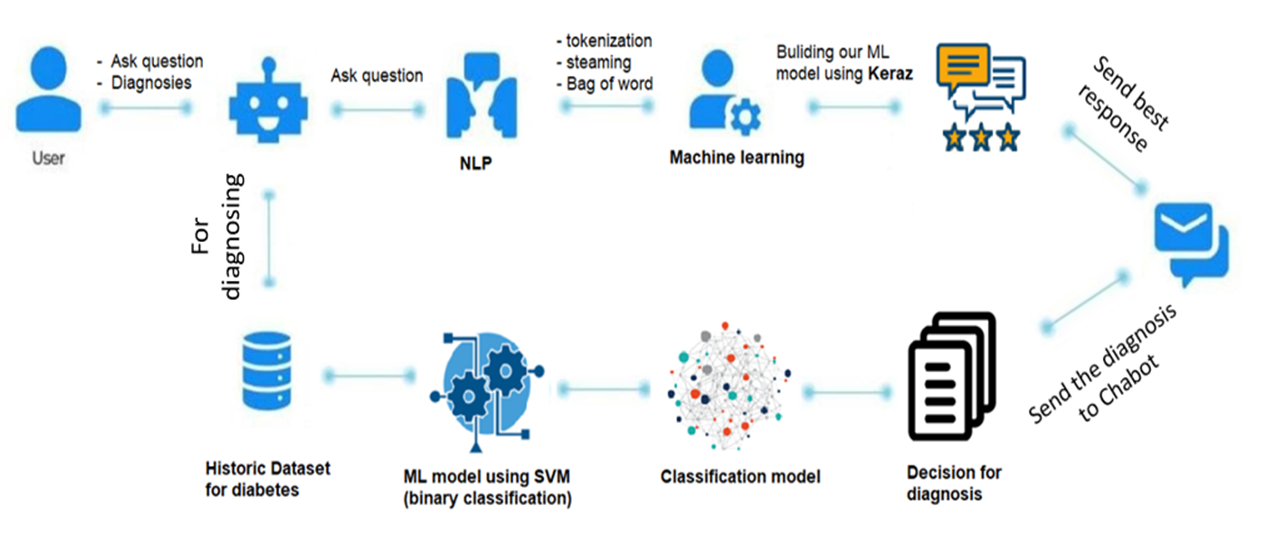 - Ask question
- Diagnosies
User
Ask question
NLP
- tokenization
- steaming
- Bag of word
Machine learning
Buliding our ML
model using Keraz
Send best
response
For
diagnosing
Historic Dataset
for diabetes
ML model using SVM
(binary classification)
Classification model
Decision for
diagnosis
Send the diagnosis
to Chabot